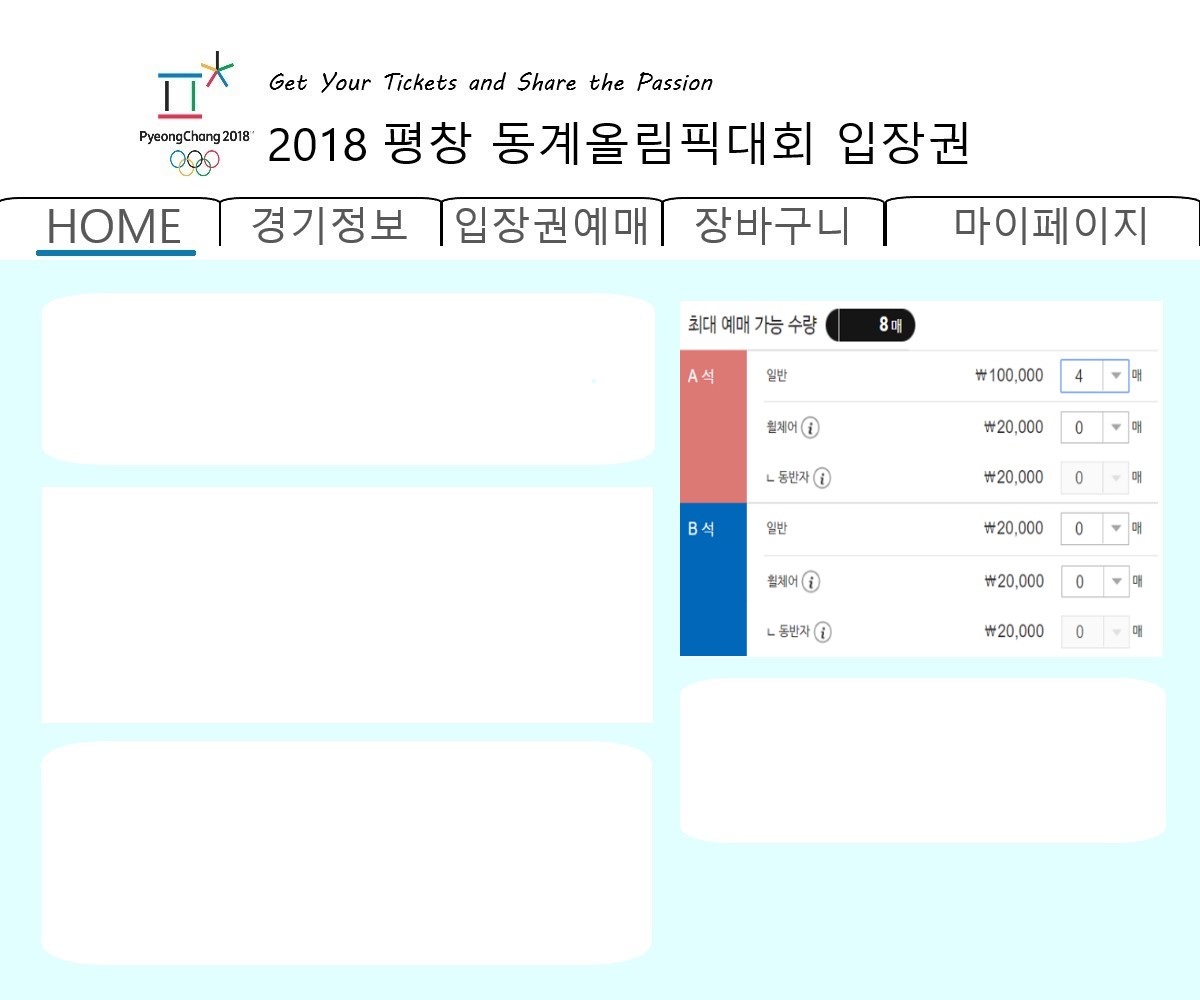 Get Your Tickets and Share the Passion
PyeongChang 2018
2018 평창 동계올림픽대회 입장권
HOME 경기정보 입장권예매 장바구니 마이페이지
최대 예매 가능 수량 8 매
A 석 일반 ₩100,000 4 매
휠체어 i ₩20,000 0 매
ㄴ 동반자 i ₩20,000 0 매
B 석 일반 ₩20,000 0 매
휠체어 i ₩20,000 0 매
ㄴ 동반자 i ₩20,000 0 매